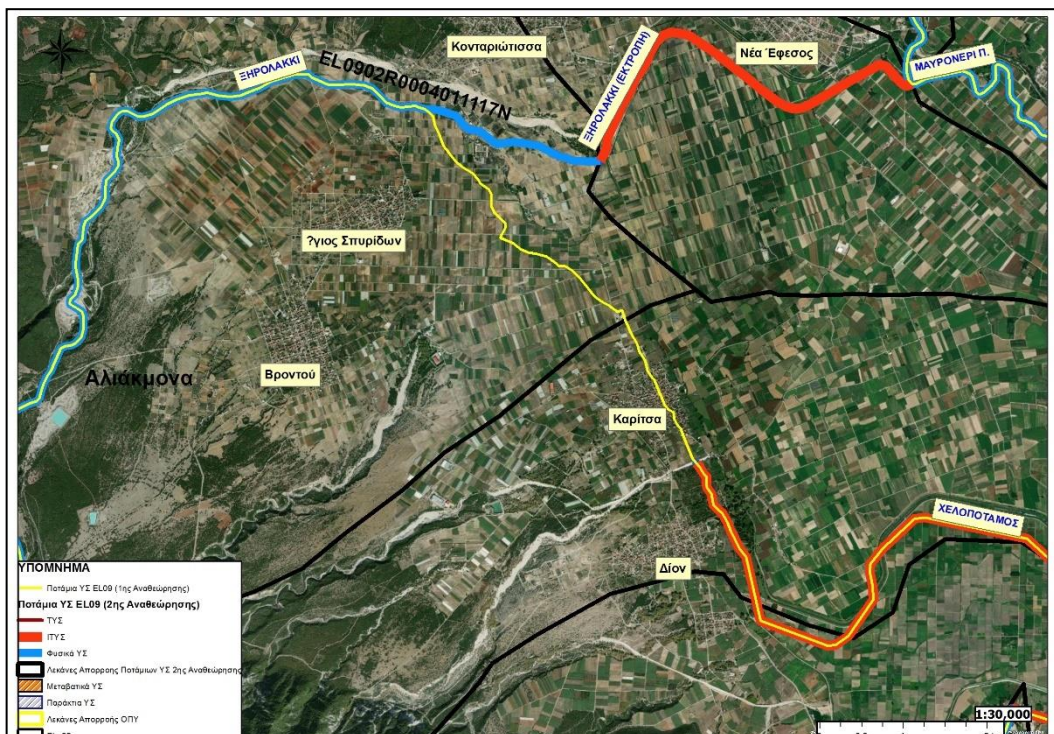 Κονταριώτισσα
Νέα Έφεσος
ΞΗΡΟΛΑΚΚΙ
EL0902R0004011117N
ΞΗΡΟΛΑΚΚΙ (ΕΚΤΡΟΠΗ)
ΜΑΥΡΟΝΕΡΙ Π.
?γιος Σπυρίδων
Βροντού
Αλιάκμονα
Καρίτσα
ΧΕΛΟΠΟΤΑΜΟΣ
Δίον
ΥΠΟΜΝΗΜΑ
Ποτάμια ΥΣ EL09 (1ης Αναθεώρησης)
Ποτάμια ΥΣ EL09 (2ης Αναθεώρησης)
ΤΥΣ
ΙΤΥΣ
Φυσικά ΥΣ
Λεκάνες Απορροής Ποτάμιων ΥΣ 2ης Αναθεώρησης
Μεταβατικά ΥΣ
Παράκτια ΥΣ
Λεκάνες Απορροής ΟΠΥ
1:30,000